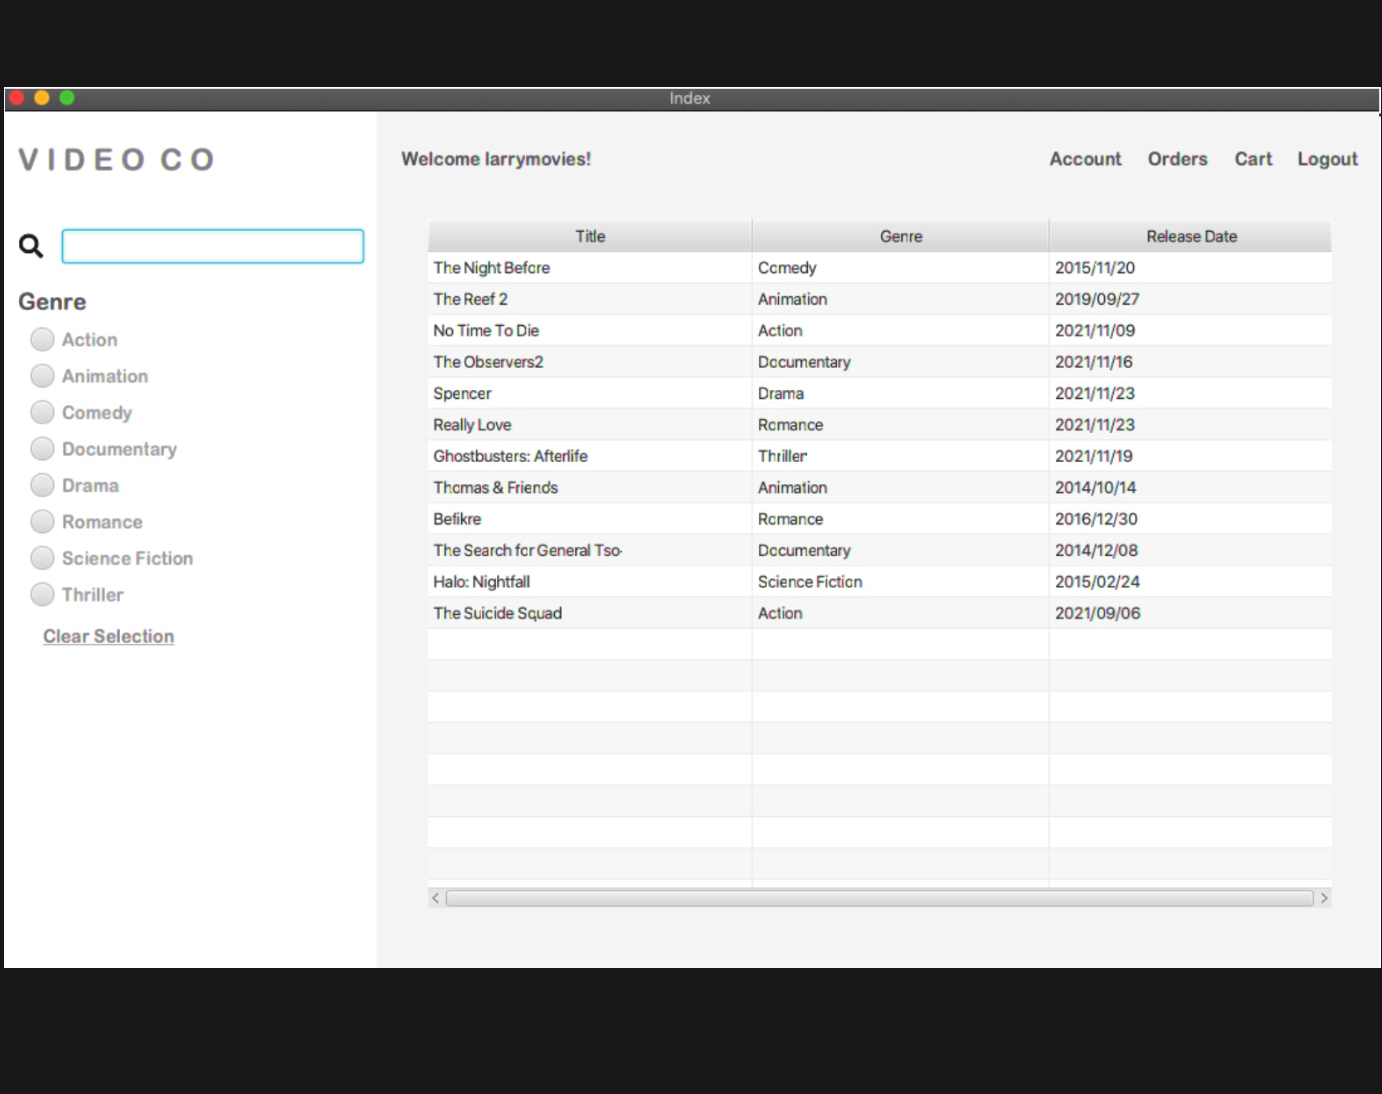 Index
VIDEO CO
Welcome larrymovies!
Account Orders Cart Logout
Genre
Action
Animation
Comedy
Documentary
Drama
Romance
Science Fiction
Thriller
Clear Selection
Title Genre Release Date
The Night Before Comedy 2015/11/20
The Reef 2 Animation 2019/09/27
No Time To Die Action 2021/11/09
The Observers2 Documentary 2021/11/16
Spencer Drama 2021/11/23
Really Love Romance 2021/11/23
Ghostbusters: Afterlife Thriller 2021/11/19
Thomas & Friends Animation 2014/10/14
Befikre Romance 2016/12/30
The Search for General Tso Documentary 2014/12/08
Halo: Nightfall Science Fiction 2015/02/24
The Suicide Squad Action 2021/09/06